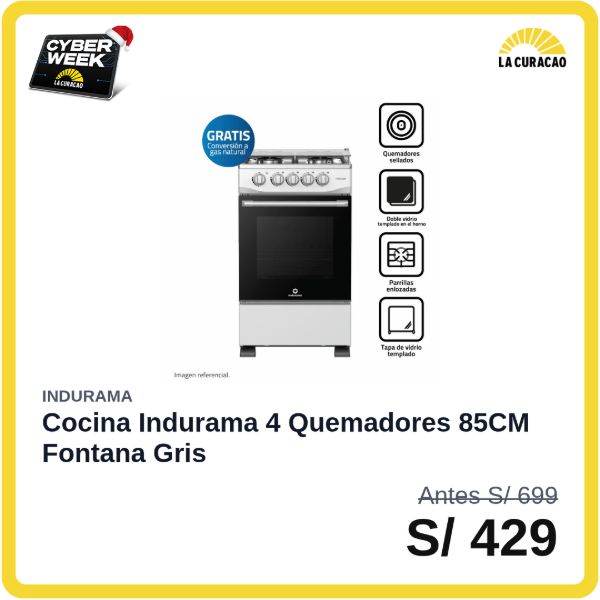 CYBER
WEEK
LA CURACAO
LA CURACAO
GRATIS
Conversión a
gas natural
Quemadores
sellados
Doble vidrio
templado en el horno
Parrillas
enlozadas
Tapa de vidrio
templado
indurama
Imagen referencial.
INDURAMA
Cocina Indurama 4 Quemadores 85CM
Fontana Gris
Antes S/ 699
S/ 429